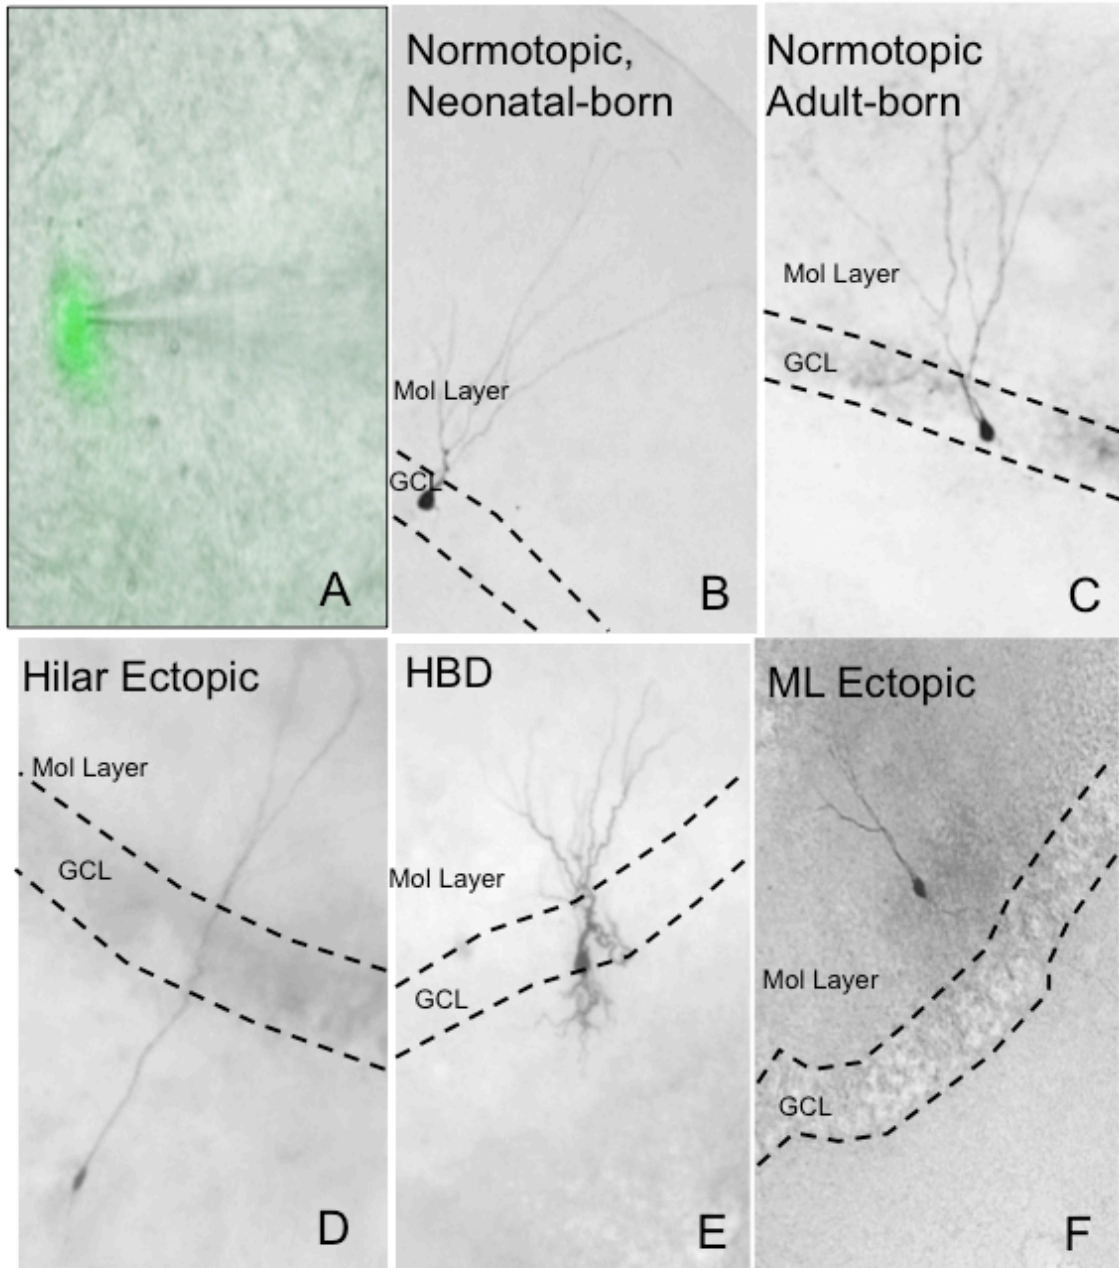 A
Normotopic,
Neonatal-born
Mol Layer
GCL
B
Normotopic
Adult-born
Mol Layer
GCL
C
Hilar Ectopic
Mol Layer
GCL
D
HBD
Mol Layer
GCL
E
ML Ectopic
Mol Layer
GCL
F